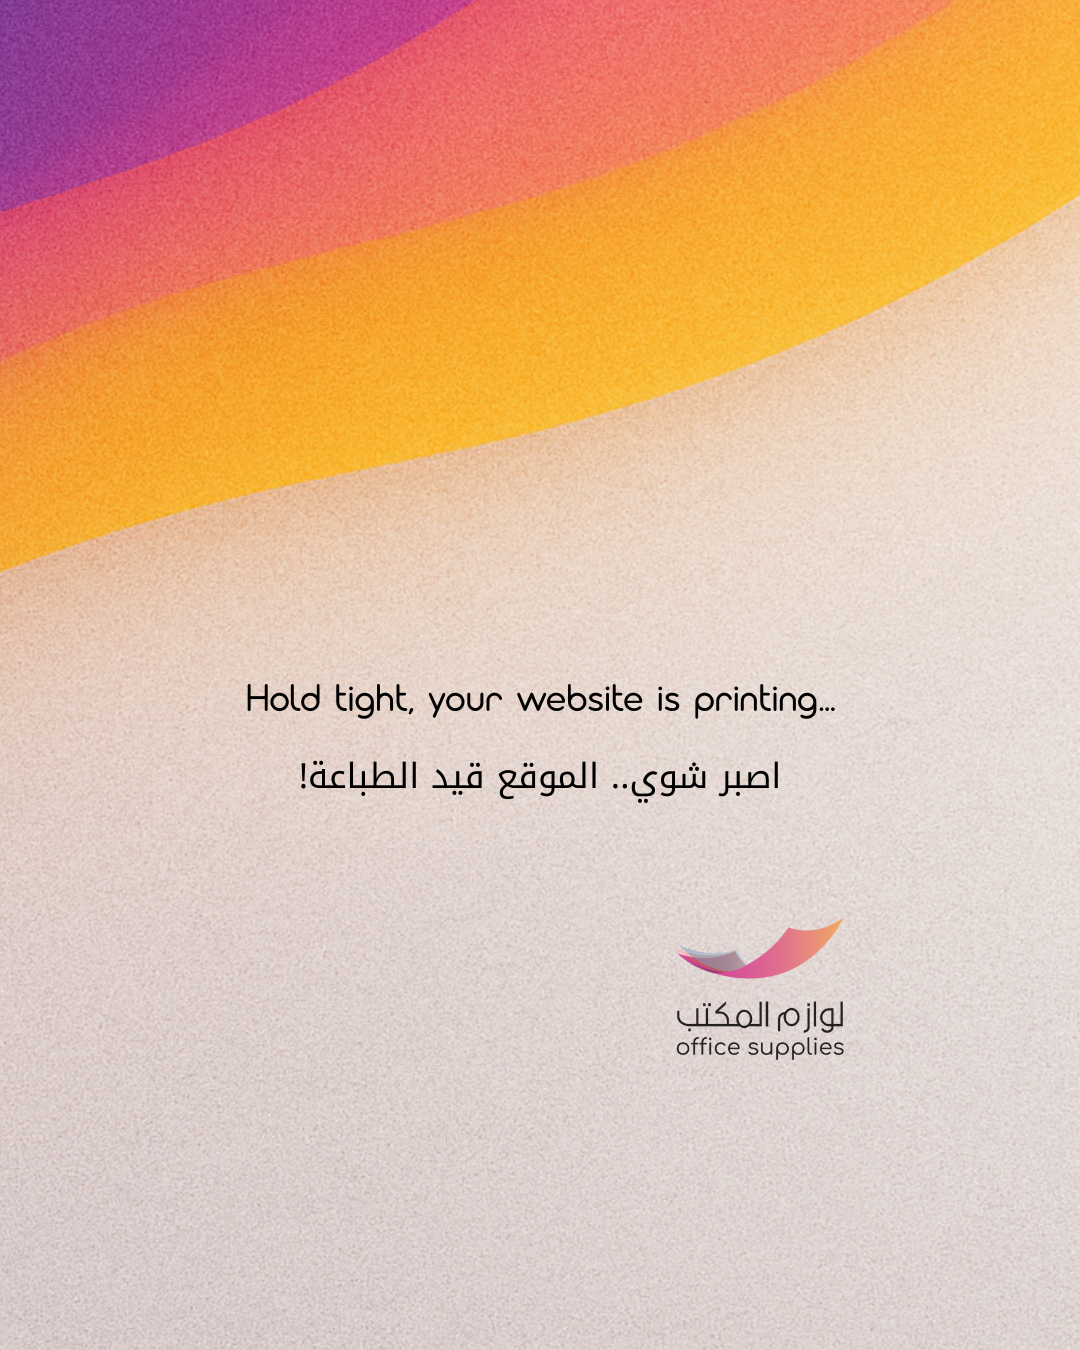 Hold tight, your website is printing...
اصبر شوي.. الموقع قيد الطباعة!
لوازم المكتب
office supplies